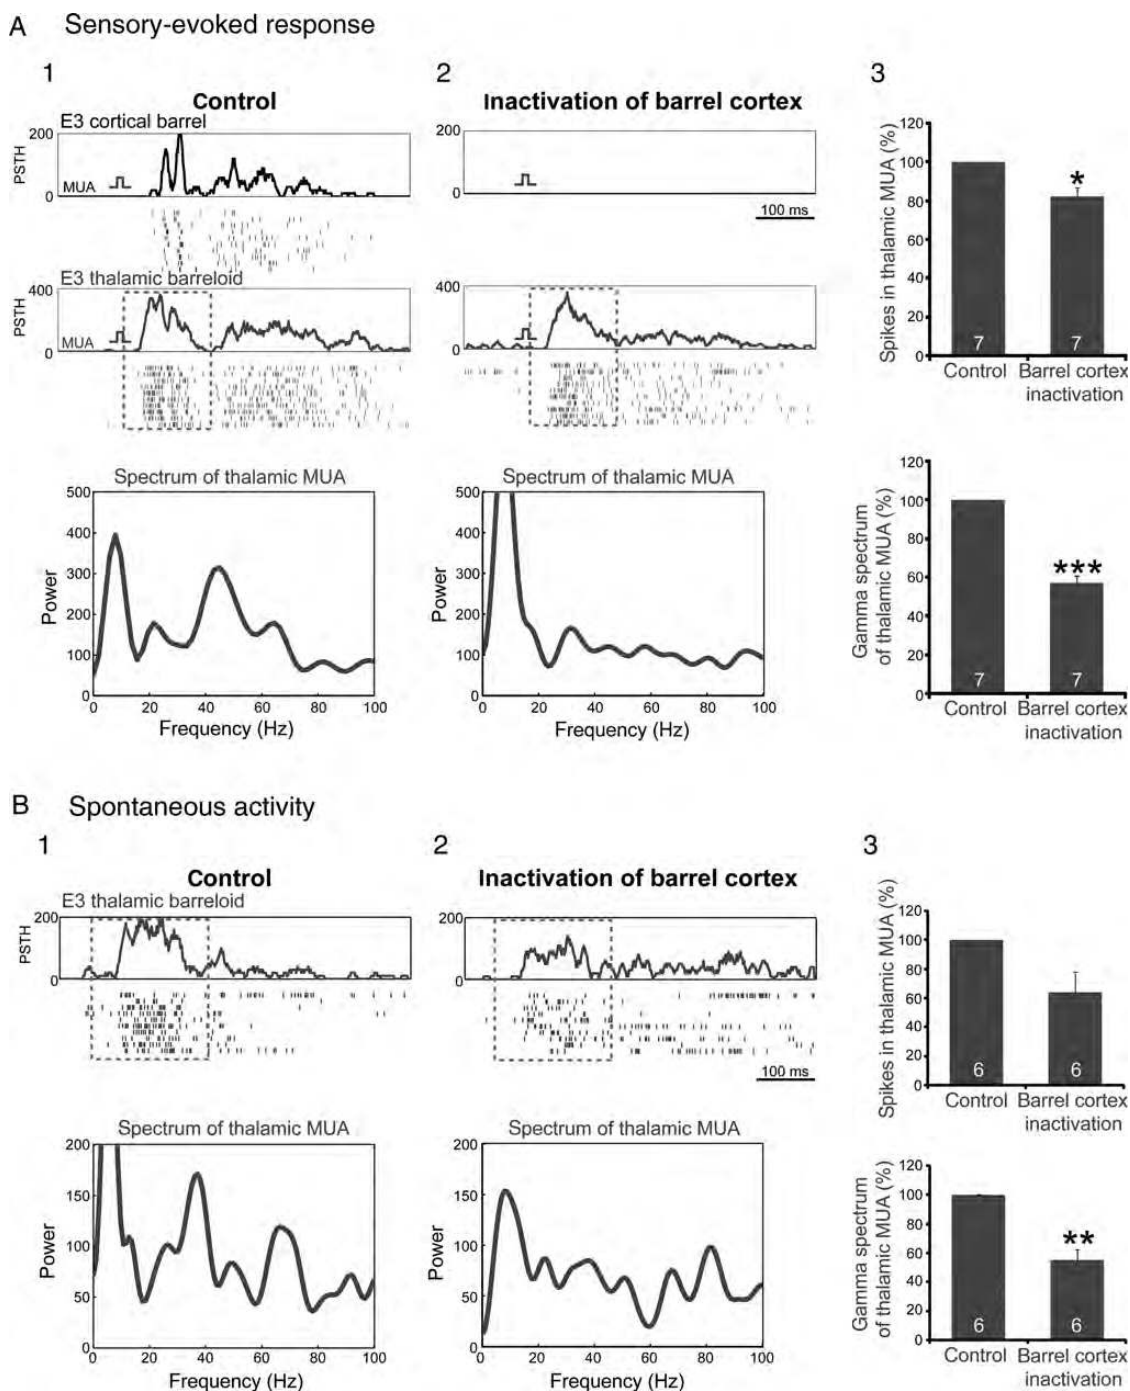 A Sensory-evoked response
1
2
3
Control
Inactivation of barrel cortex
E3 cortical barrel
200
PSTH
MUA
0
200
0
100 ms
E3 thalamic barreloid
400
PSTH
MUA
0
400
0
Spikes in thalamic MUA (%)
120
100
80
60
40
20
0
*
7
7
Control
Barrel cortex
inactivation
Spectrum of thalamic MUA
Power
500
400
300
200
100
0
0 20 40 60 80 100
Frequency (Hz)
Spectrum of thalamic MUA
Power
500
400
300
200
100
0
0 20 40 60 80 100
Frequency (Hz)
Gamma spectrum
of thalamic MUA (%)
120
100
80
60
40
20
0
***
7
7
Control
Barrel cortex
inactivation
B Spontaneous activity
1
2
3
Control
Inactivation of barrel cortex
E3 thalamic barreloid
200
PSTH
0
200
0
100 ms
Spikes in thalamic MUA (%)
120
100
80
60
40
20
0
6
6
Control
Barrel cortex
inactivation
Spectrum of thalamic MUA
Power
200
150
100
50
0
0 20 40 60 80 100
Frequency (Hz)
Spectrum of thalamic MUA
Power
200
150
100
50
0
0 20 40 60 80 100
Frequency (Hz)
Gamma spectrum
of thalamic MUA (%)
120
100
80
60
40
20
0
**
6
6
Control
Barrel cortex
inactivation